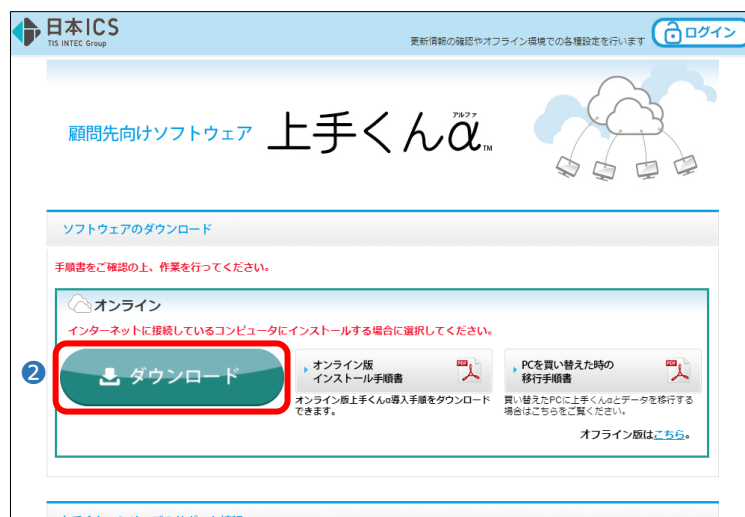 日本ICS
TIS INTEC Group
更新情報の確認やオフライン環境での各種設定を行います
ログイン
顧問先向けソフトウェア
アルファ
上手くんα™
ソフトウェアのダウンロード
手順書をご確認の上、作業を行ってください。
オンライン
インターネットに接続しているコンピュータにインストールする場合に選択してください。
❷
ダウンロード
オンライン版
インストール手順書
PDF
オンライン版上手くんα導入手順をダウンロード
できます。
PCを買い替えた時の
移行手順書
PDF
買い替えたPCに上手くんαとデータを移行する
場合はこちらをご覧ください。
オフライン版はこちら。